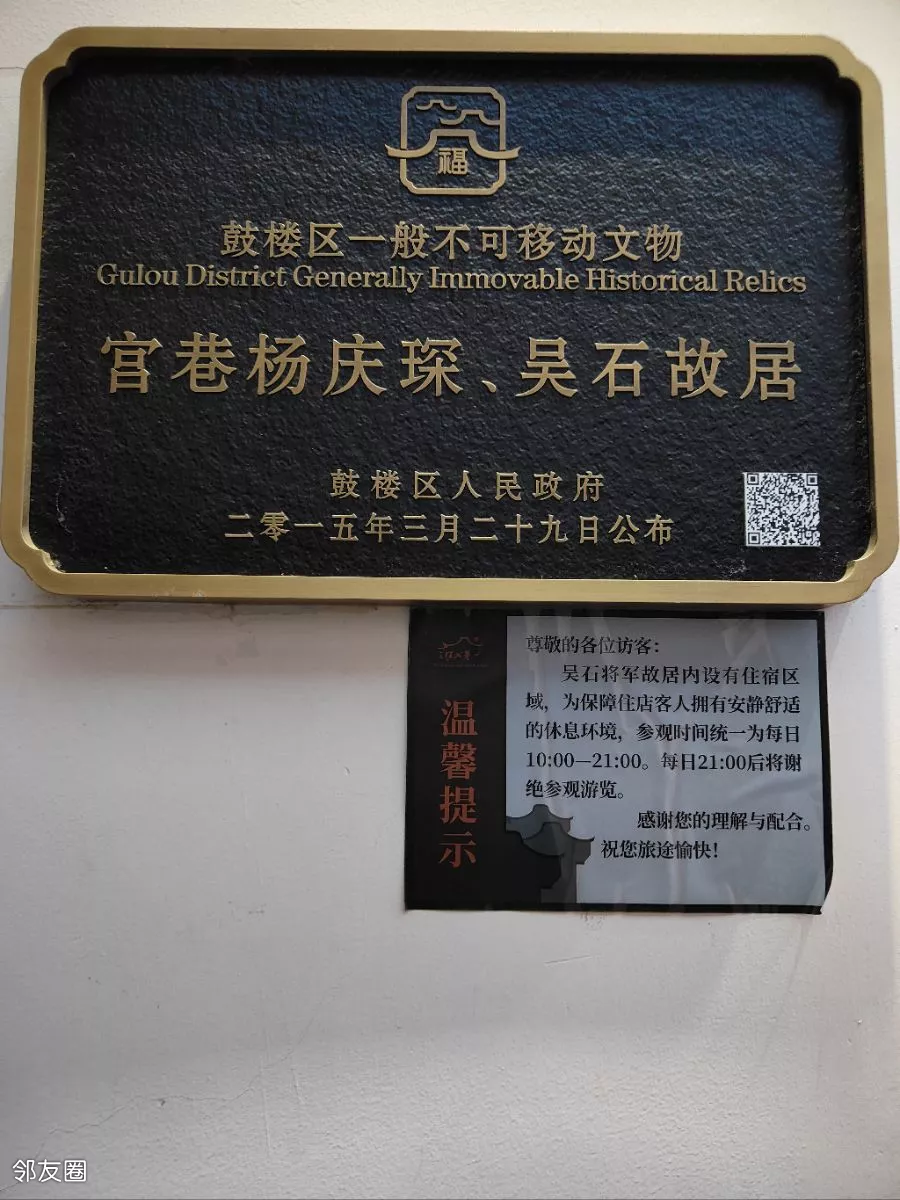 福
鼓楼区一般不可移动文物
Gulou District Generally Immovable Historical Relics
宫巷杨庆琛、吴石故居
鼓楼区人民政府
二零一五年三月二十九日公布
温馨提示
尊敬的各位访客：
吴石将军故居内设有住宿区
域，为保障住店客人拥有安静舒适
的休息环境，参观时间统一为每日
10:00—21:00。每日21:00后将谢
绝参观游览。
感谢您的理解与配合。
祝您旅途愉快！
邻友圈